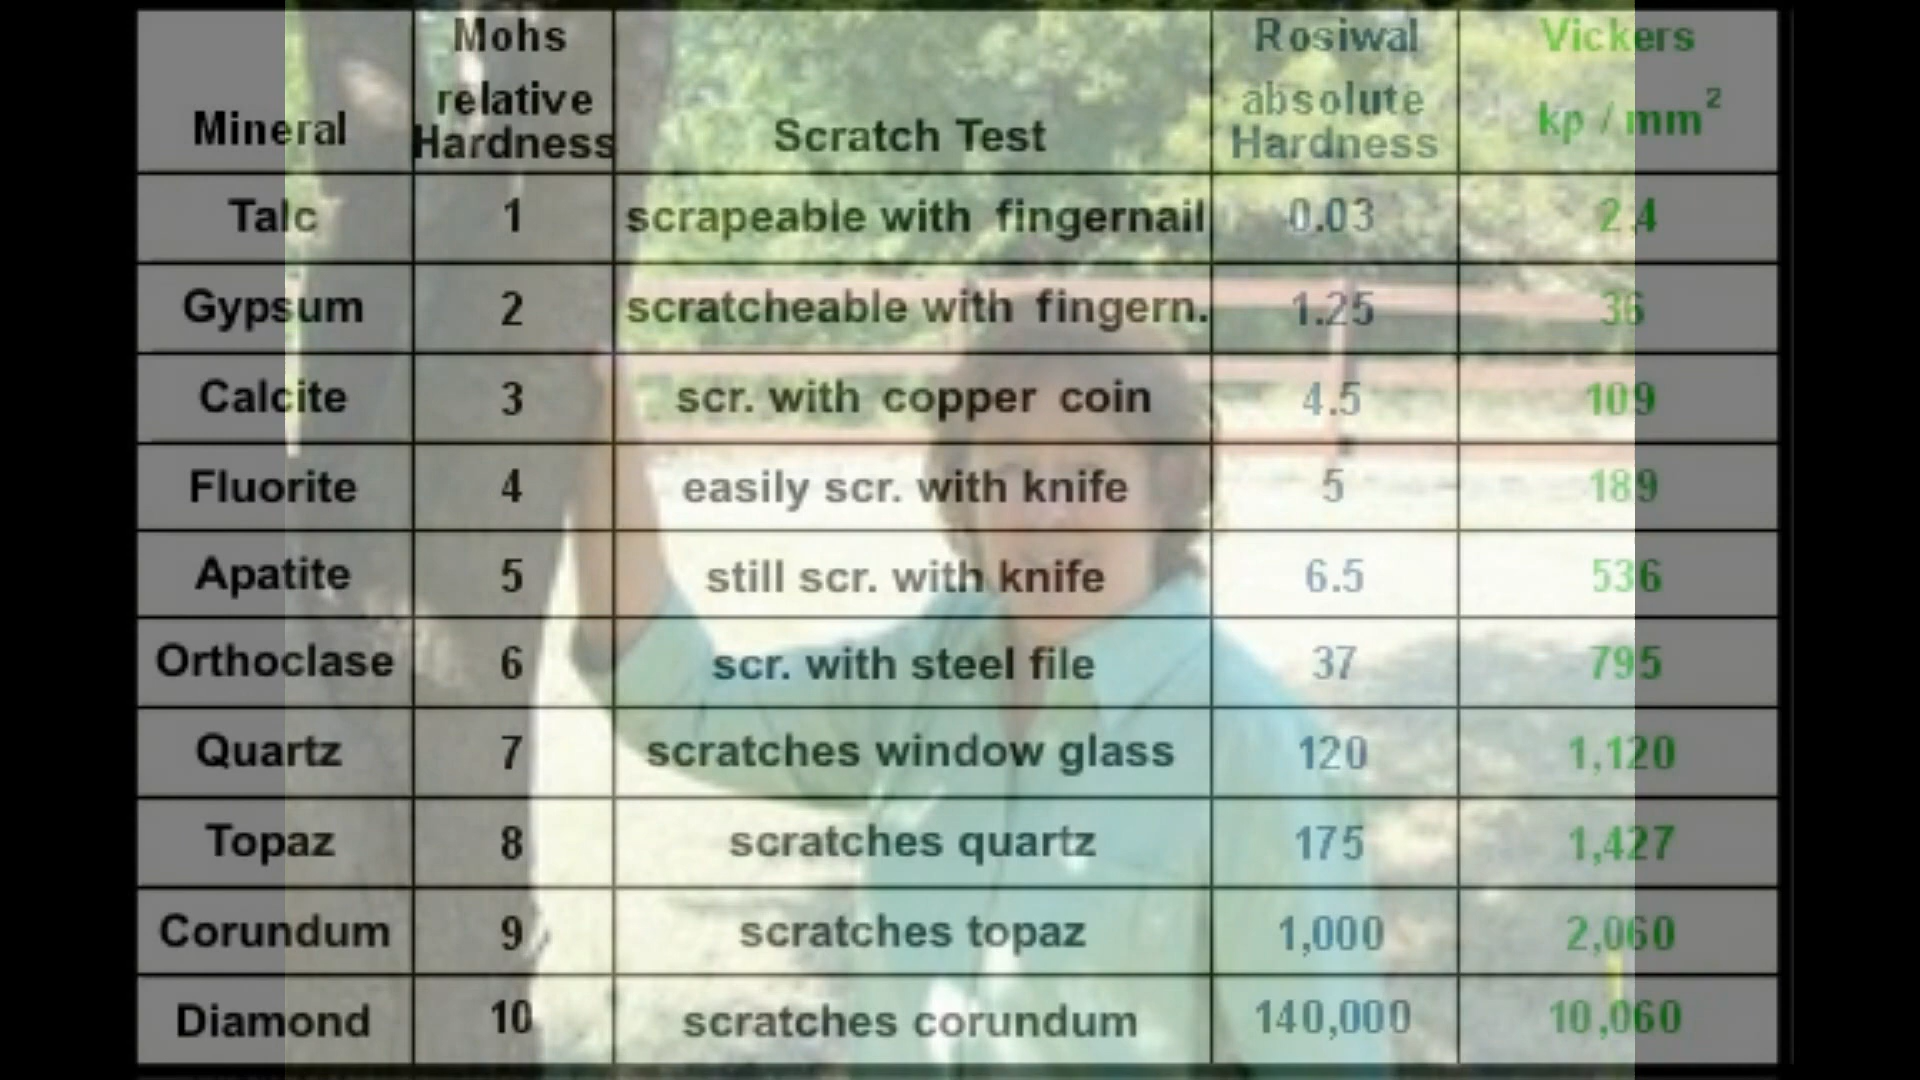 Mineral Mohs relative Hardness Scratch Test Rosiwal absolute Hardness Vickers kp / mm²
Talc 1 scrapeable with fingernail 0.03 2.4
Gypsum 2 scratcheable with fingern. 1.25 36
Calcite 3 scr. with copper coin 4.5 109
Fluorite 4 easily scr. with knife 5 189
Apatite 5 still scr. with knife 6.5 536
Orthoclase 6 scr. with steel file 37 795
Quartz 7 scratches window glass 120 1,120
Topaz 8 scratches quartz 175 1,427
Corundum 9 scratches topaz 1,000 2,060
Diamond 10 scratches corundum 140,000 10,060